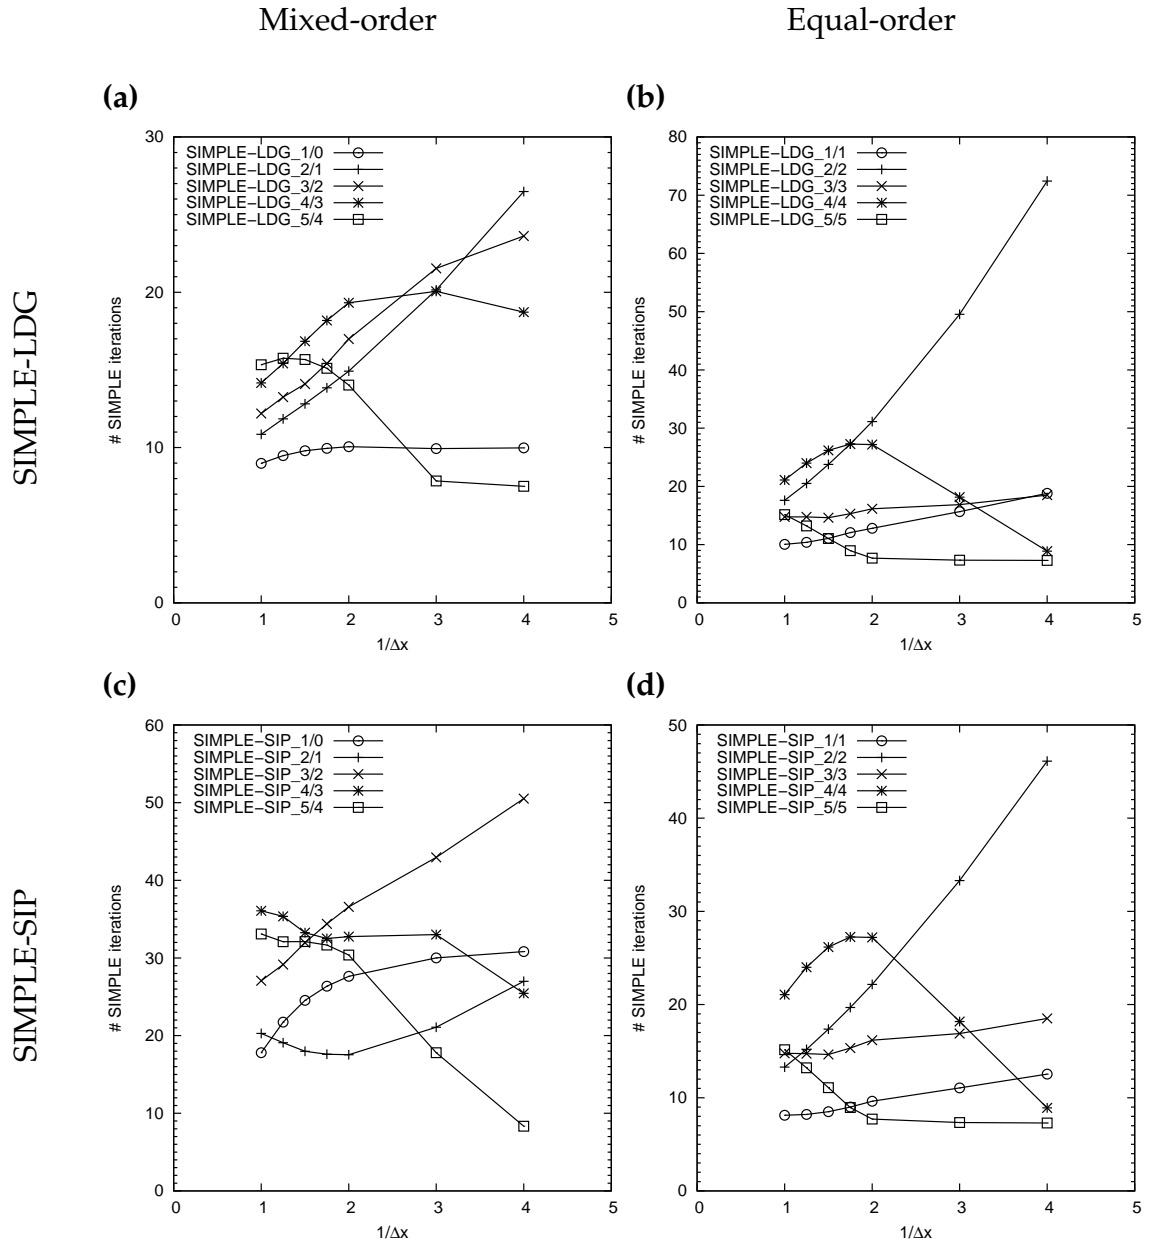 Mixed-order
Equal-order
SIMPLE-LDG
(a)
30
20
10
0
0 1 2 3 4 5
# SIMPLE iterations
1/Δx
SIMPLE−LDG_1/0
SIMPLE−LDG_2/1
SIMPLE−LDG_3/2
SIMPLE−LDG_4/3
SIMPLE−LDG_5/4
(b)
80
70
60
50
40
30
20
10
0
0 1 2 3 4 5
# SIMPLE iterations
1/Δx
SIMPLE−LDG_1/1
SIMPLE−LDG_2/2
SIMPLE−LDG_3/3
SIMPLE−LDG_4/4
SIMPLE−LDG_5/5
SIMPLE-SIP
(c)
60
50
40
30
20
10
0
0 1 2 3 4 5
# SIMPLE iterations
1/Δx
SIMPLE−SIP_1/0
SIMPLE−SIP_2/1
SIMPLE−SIP_3/2
SIMPLE−SIP_4/3
SIMPLE−SIP_5/4
(d)
50
40
30
20
10
0
0 1 2 3 4 5
# SIMPLE iterations
1/Δx
SIMPLE−SIP_1/1
SIMPLE−SIP_2/2
SIMPLE−SIP_3/3
SIMPLE−SIP_4/4
SIMPLE−SIP_5/5